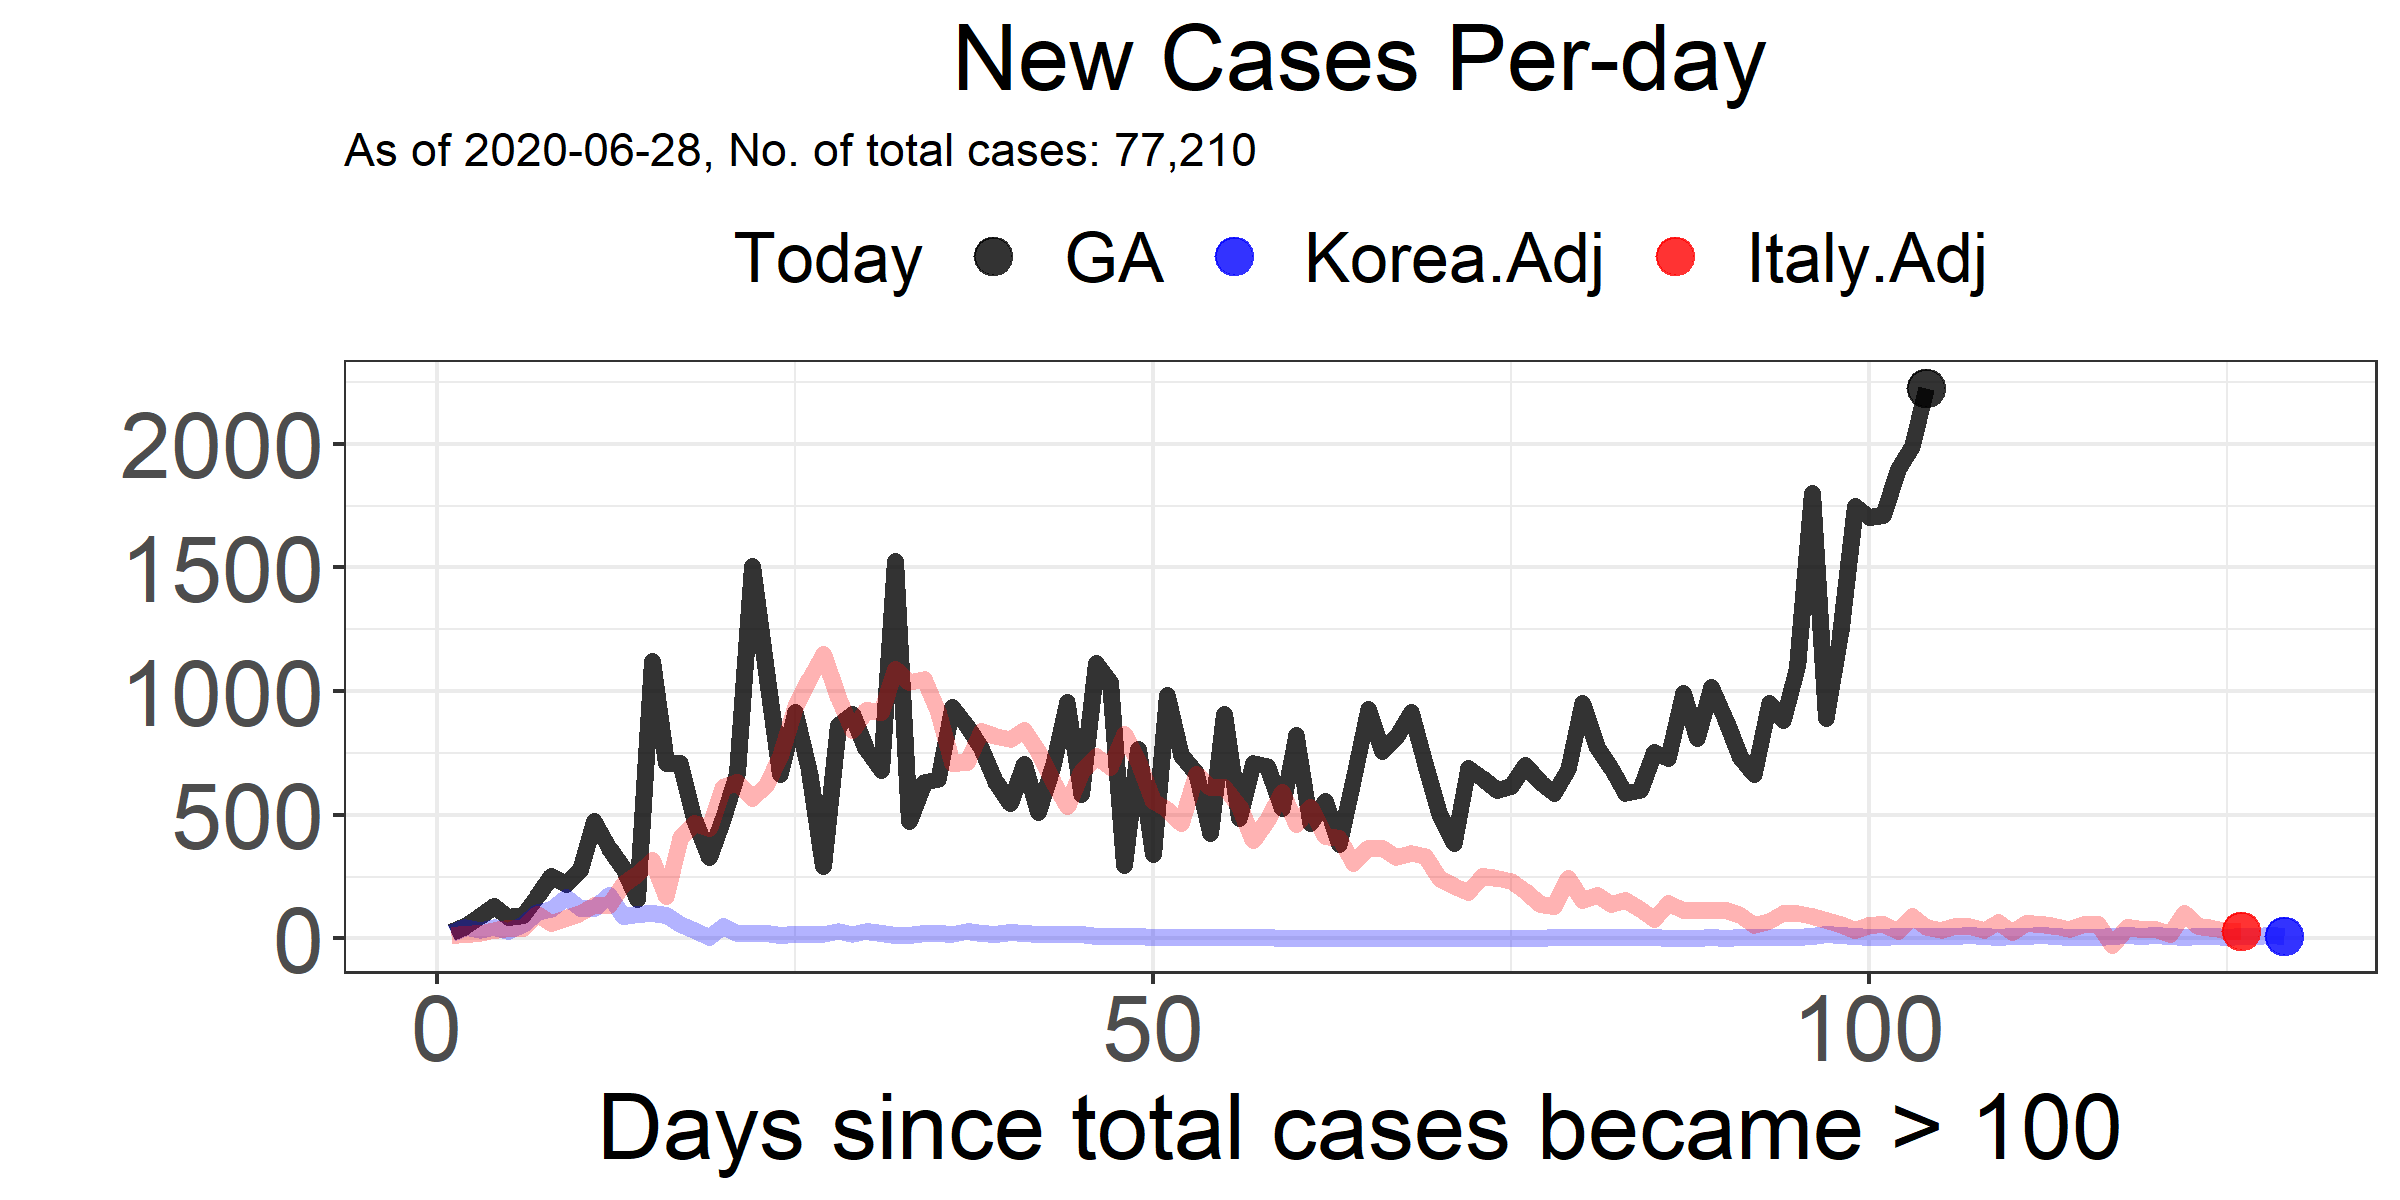 New Cases Per-day
As of 2020-06-28, No. of total cases: 77,210
Today GA Korea.Adj Italy.Adj
2000
1500
1000
500
0
0 50 100
Days since total cases became > 100